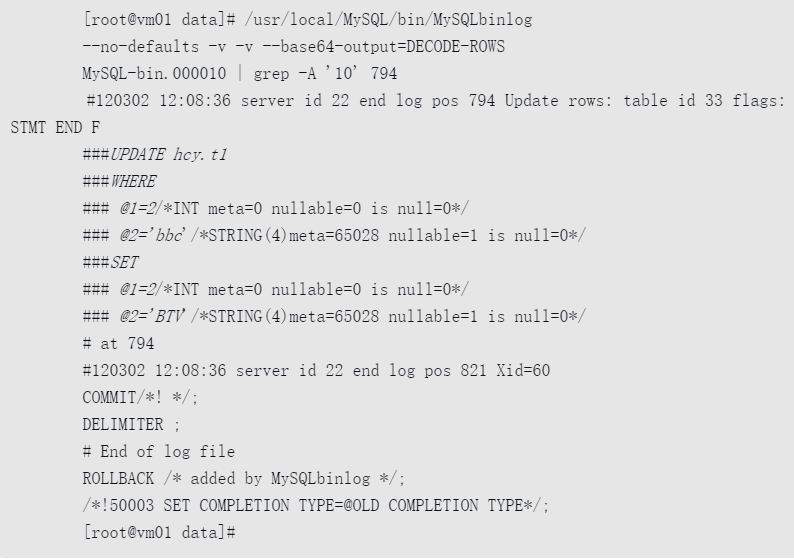 [root@vm01 data]# /usr/local/MySQL/bin/MySQLbinlog
--no-defaults -v -v --base64-output=DECODE-ROWS
MySQL-bin.000010 | grep -A '10' 794
#120302 12:08:36 server id 22 end log pos 794 Update rows: table id 33 flags:
STMT END F
###UPDATE hcy.t1
###WHERE
### @1=2/*INT meta=0 nullable=0 is null=0*/
### @2='bbc'/*STRING(4)meta=65028 nullable=1 is null=0*/
###SET
### @1=2/*INT meta=0 nullable=0 is null=0*/
### @2='BTV'/*STRING(4)meta=65028 nullable=1 is null=0*/
# at 794
#120302 12:08:36 server id 22 end log pos 821 Xid=60
COMMIT/*! */;
DELIMITER ;
# End of log file
ROLLBACK /* added by MySQLbinlog */;
/*!50003 SET COMPLETION TYPE=@OLD COMPLETION TYPE*/;
[root@vm01 data]#